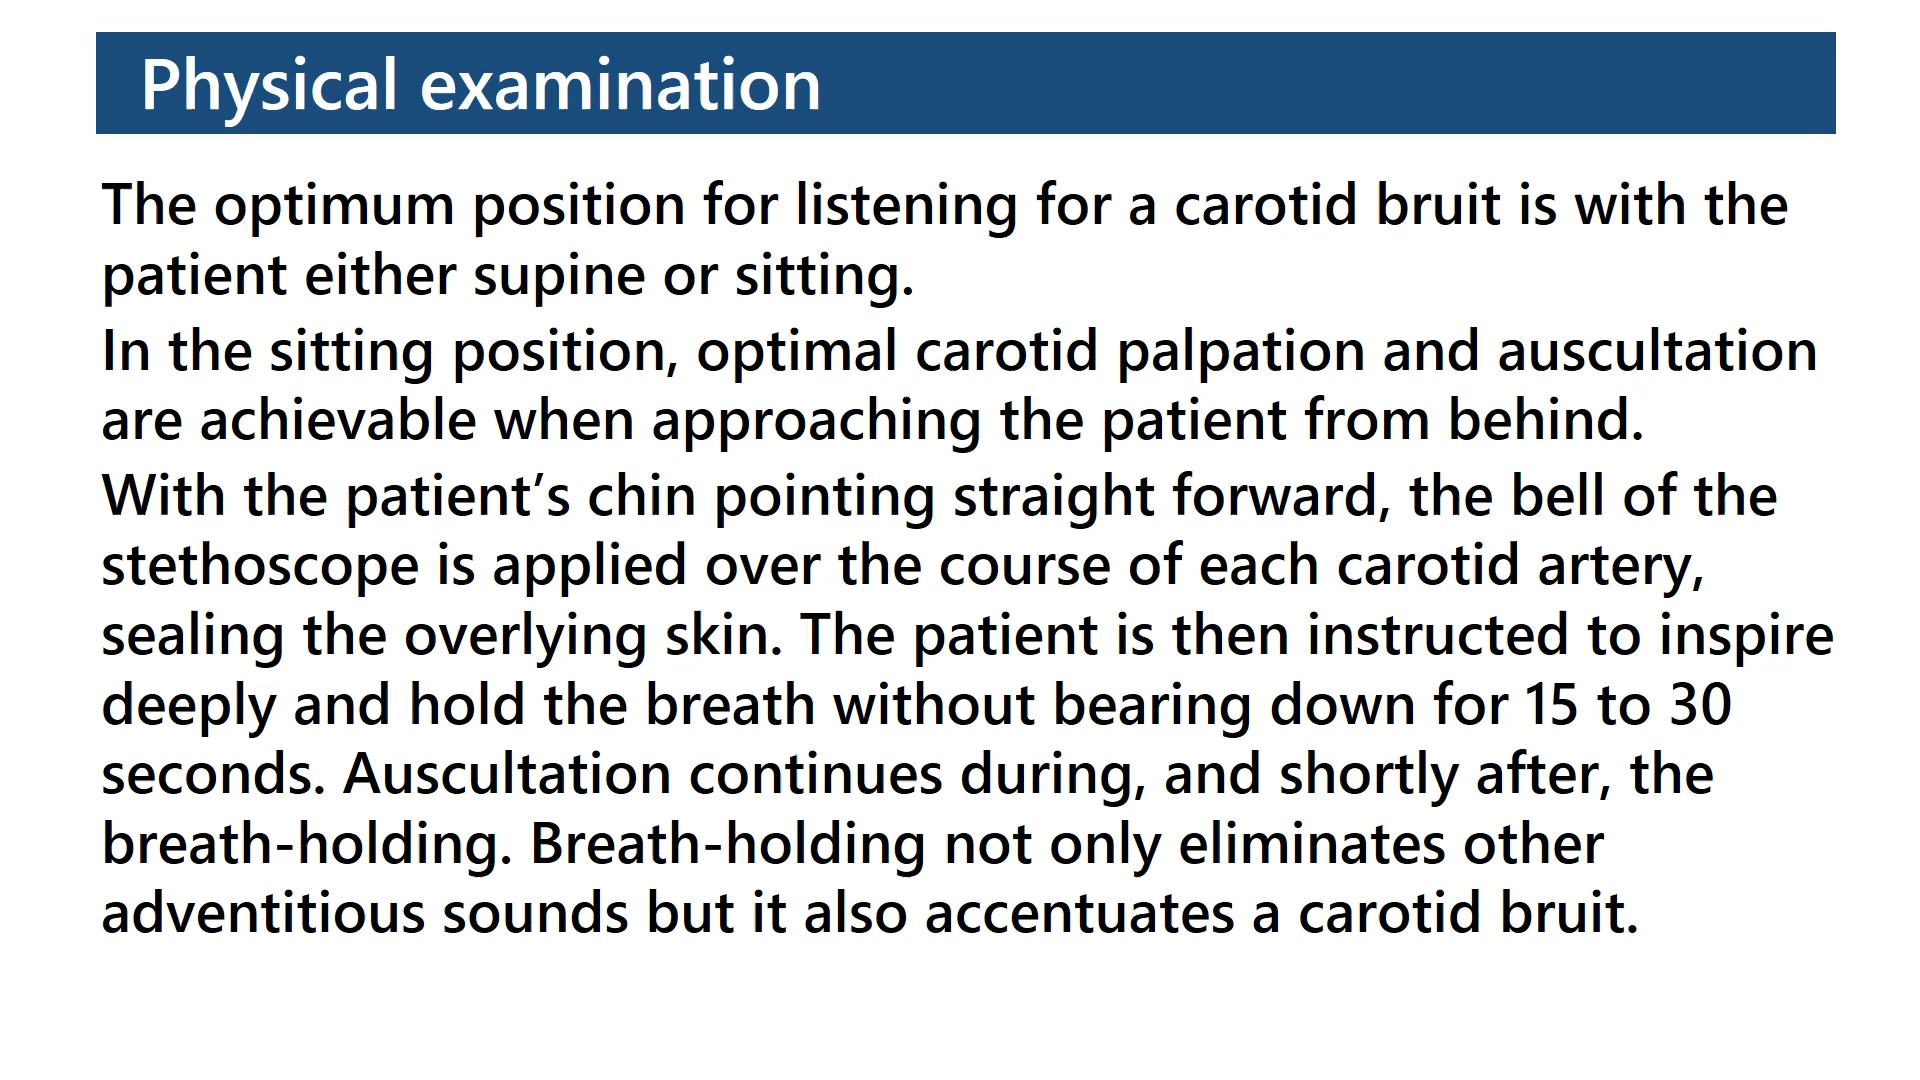 Physical examination
The optimum position for listening for a carotid bruit is with the
patient either supine or sitting.
In the sitting position, optimal carotid palpation and auscultation
are achievable when approaching the patient from behind.
With the patient’s chin pointing straight forward, the bell of the
stethoscope is applied over the course of each carotid artery,
sealing the overlying skin. The patient is then instructed to inspire
deeply and hold the breath without bearing down for 15 to 30
seconds. Auscultation continues during, and shortly after, the
breath-holding. Breath-holding not only eliminates other
adventitious sounds but it also accentuates a carotid bruit.